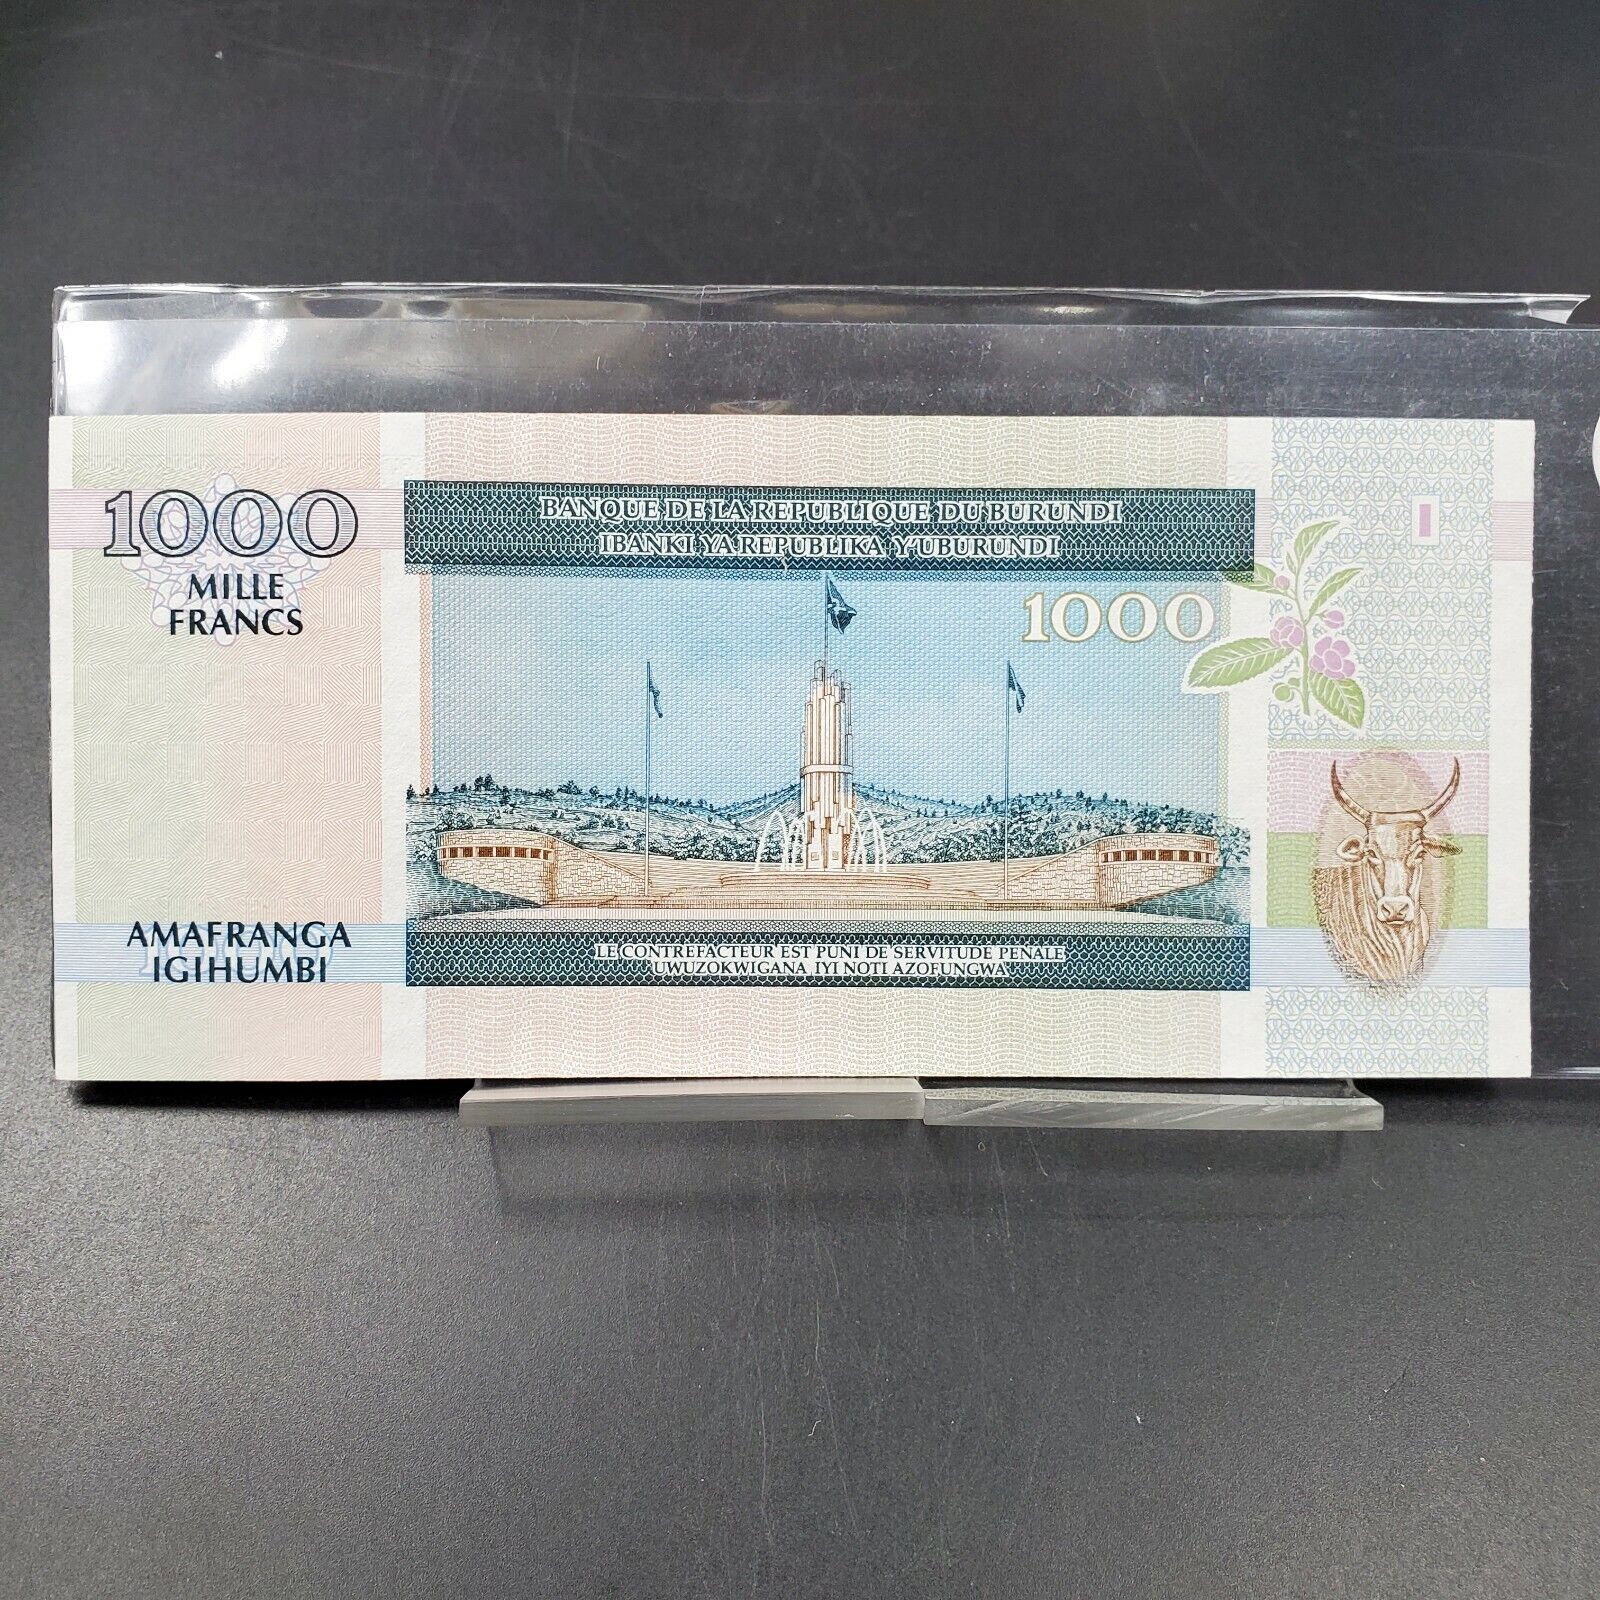 1000
MILLE
FRANCS
BANQUE DE LA REPUBLIQUE DU BURUNDI
IBANKI YA REPUBLIKA Y'UBURUNDI
1000
AMAFRANGA
IGIHUMBI
LE CONTREFACTEUR EST PUNI DE SERVITUDE PENALE
UWUZOKWIGANA IYI NOTI AZOFUNGWA